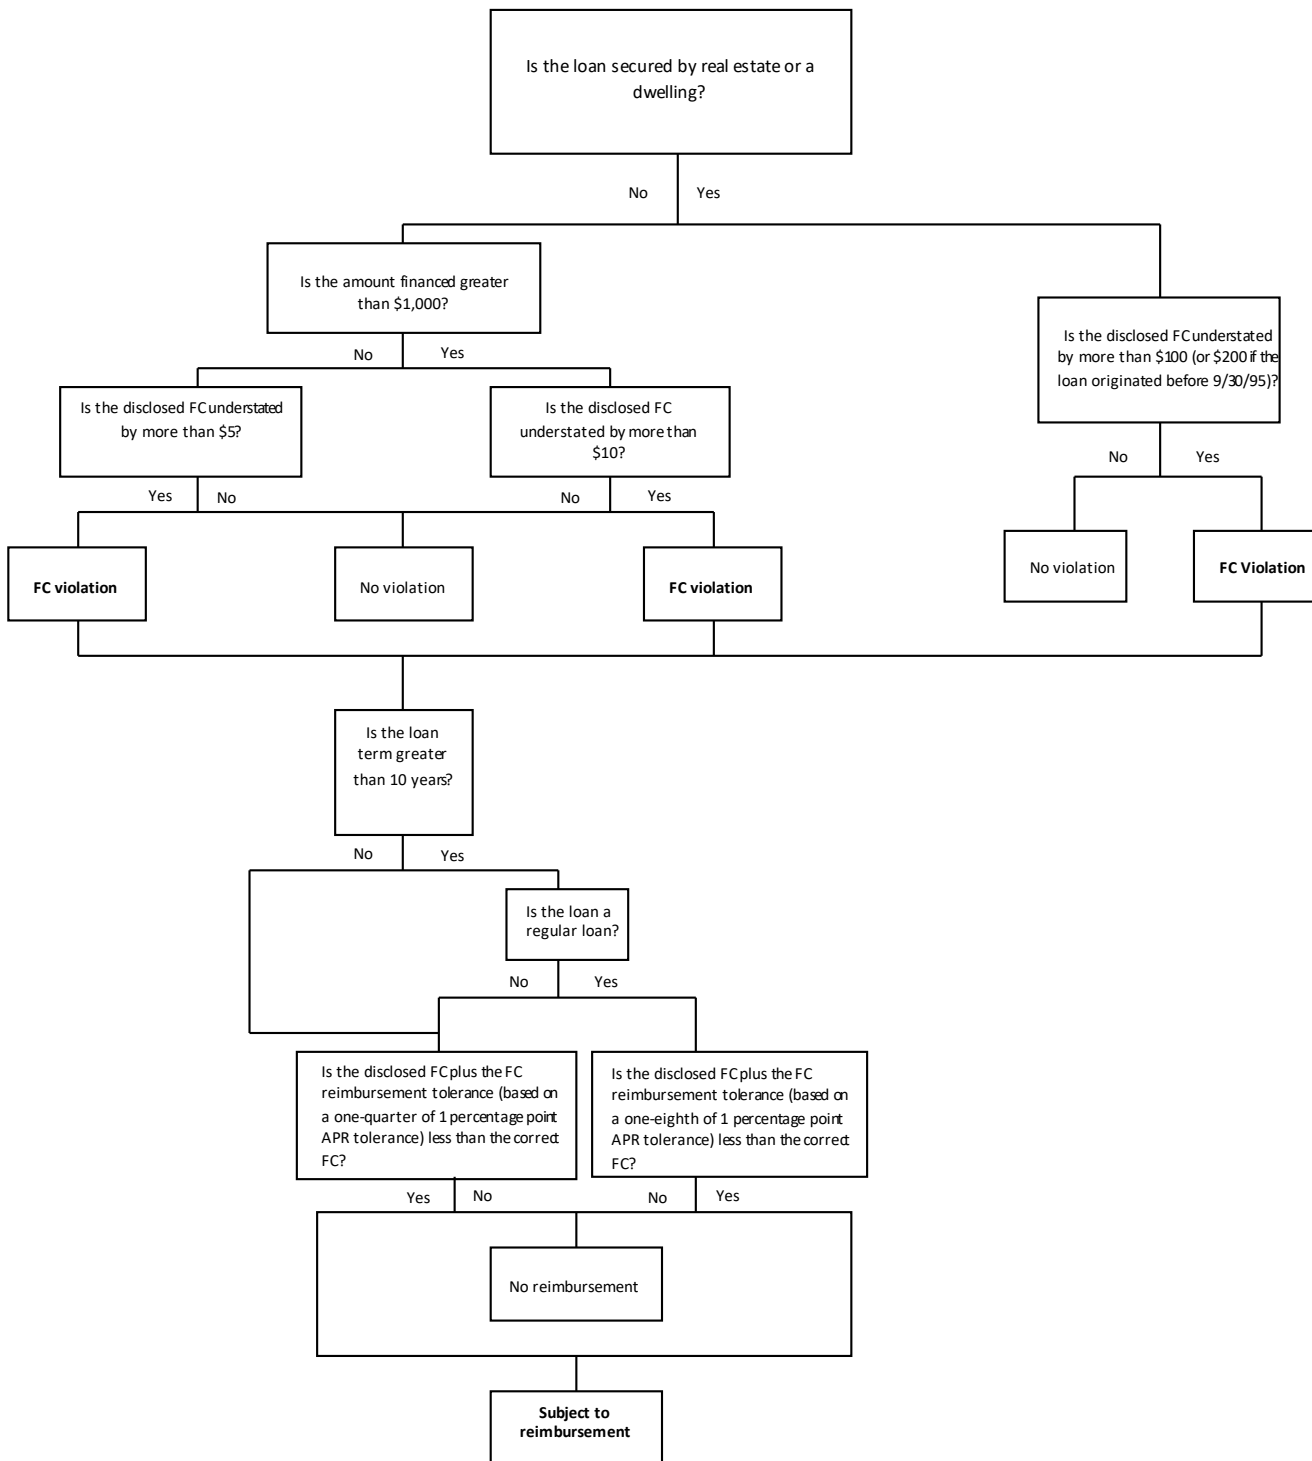 Is the loan secured by real estate or a
dwelling?
No
Yes
Is the amount financed greater
than $1,000?
Is the disclosed FC understated
by more than $100 (or $200 if the
loan originated before 9/30/95)?
No
Yes
Is the disclosed FC understated
by more than $5?
Is the disclosed FC
understated by more than
$10?
No
Yes
Yes
No
No
Yes
FC violation
No violation
FC violation
No violation
FC Violation
Is the loan
term greater
than 10 years?
No
Yes
Is the loan a
regular loan?
No
Yes
Is the disclosed FC plus the FC
reimbursement tolerance (based on
a one-quarter of 1 percentage point
APR tolerance) less than the correct
FC?
Is the disclosed FC plus the FC
reimbursement tolerance (based on
a one-eighth of 1 percentage point
APR tolerance) less than the correct
FC?
Yes
No
No
Yes
No reimbursement
Subject to
reimbursement